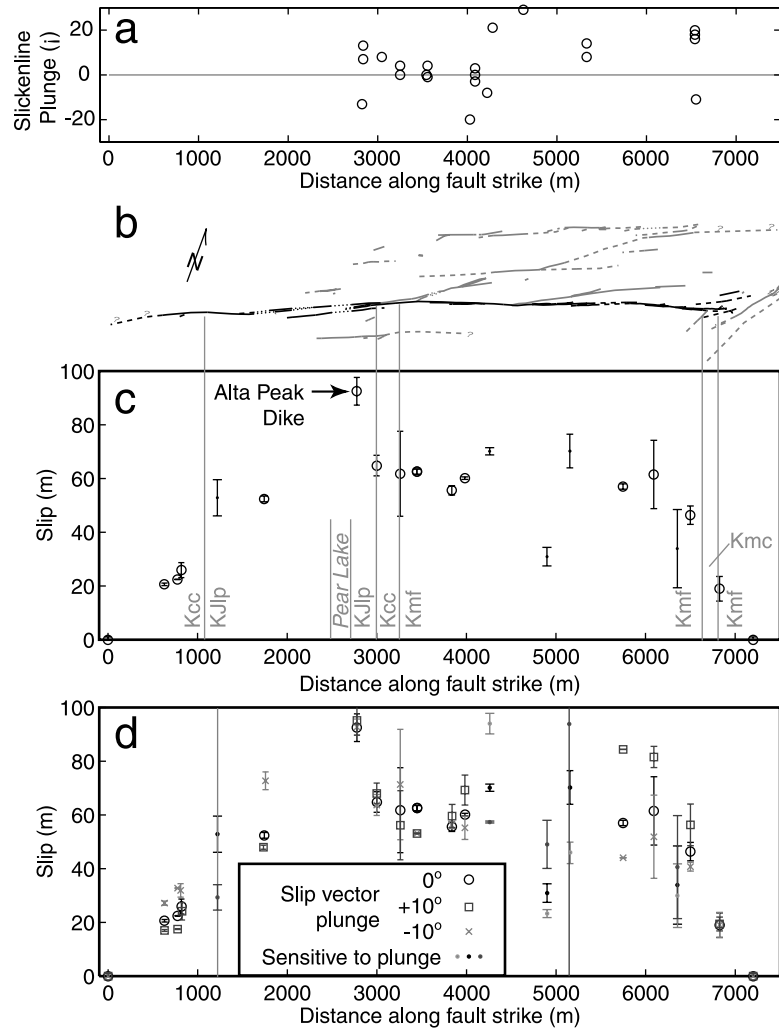 a
Slickenline
Plunge (¡)
20
0
-20
0
1000
2000
3000
4000
5000
6000
7000
Distance along fault strike (m)
b
N
?
?
?
?
?
c
100
80
60
40
20
0
Slip (m)
Alta Peak
Dike
Kcc
KJlp
Pear Lake
KJlp
Kcc
Kmf
Kmf
Kmc
Kmf
0
1000
2000
3000
4000
5000
6000
7000
Distance along fault strike (m)
d
100
80
60
40
20
0
Slip (m)
Slip vector
plunge
0º
+10º
-10º
Sensitive to plunge
0
1000
2000
3000
4000
5000
6000
7000
Distance along fault strike (m)